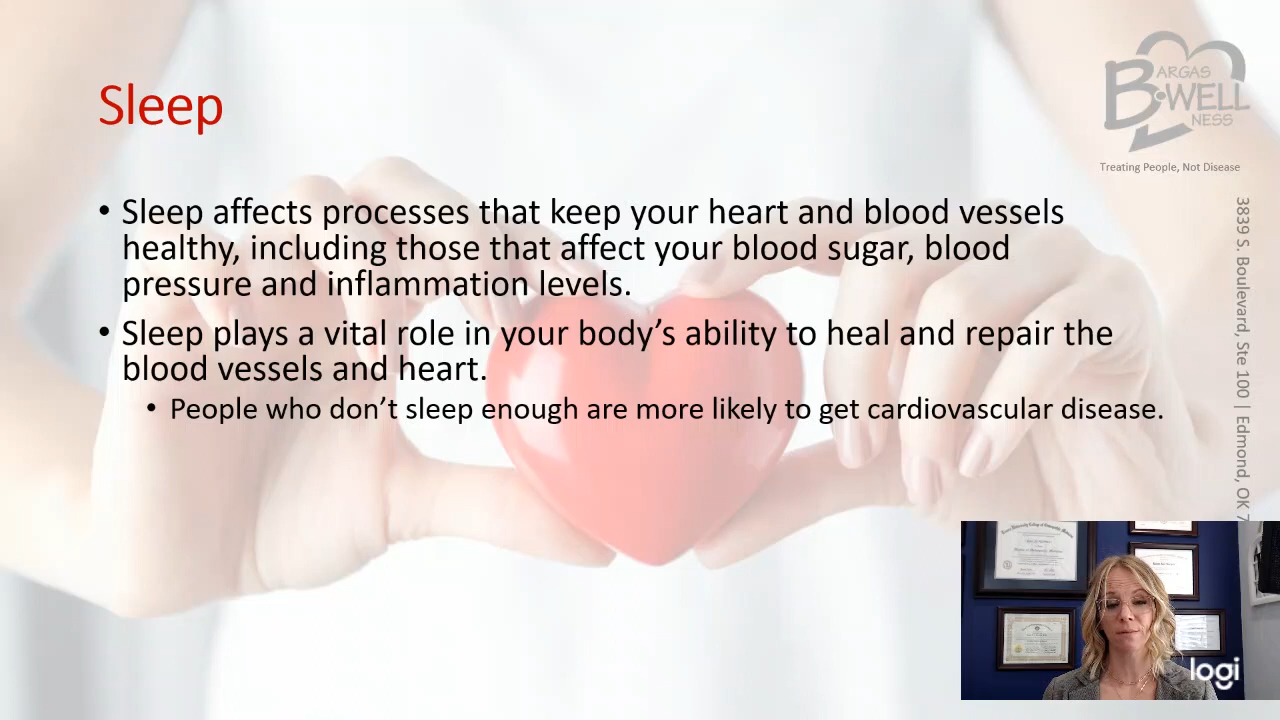 Sleep
• Sleep affects processes that keep your heart and blood vessels
healthy, including those that affect your blood sugar, blood
pressure and inflammation levels.
• Sleep plays a vital role in your body's ability to heal and repair the
blood vessels and heart.
• People who don't sleep enough are more likely to get cardiovascular disease.
BARGAS
B•WELL
NESS
Treating People, Not Disease
3839 S. Boulevard, Ste 100 | Edmond, OK 7
logi